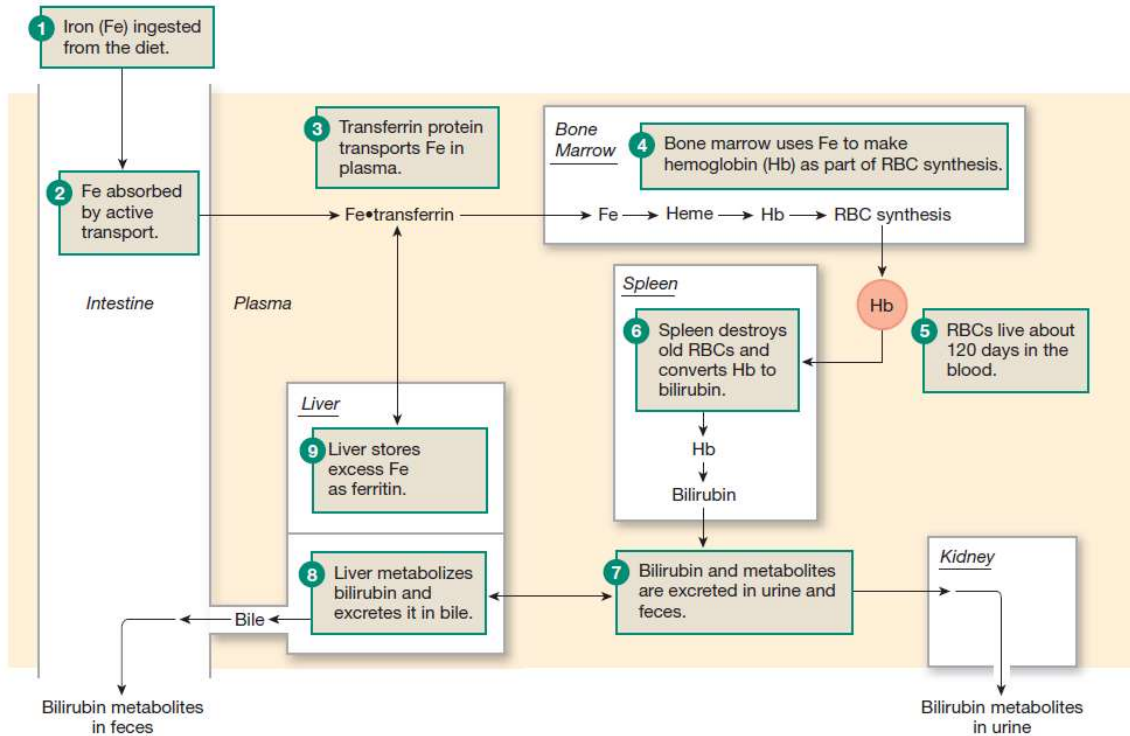 1 Iron (Fe) ingested
from the diet.
3 Transferrin protein
transports Fe in
plasma.
Bone
Marrow
4 Bone marrow uses Fe to make
hemoglobin (Hb) as part of RBC synthesis.
2 Fe absorbed
by active
transport.
Fe•transferrin
Fe
Heme
Hb
RBC synthesis
Intestine
Plasma
Spleen
Hb
6 Spleen destroys
old RBCs and
converts Hb to
bilirubin.
5 RBCs live about
120 days in the
blood.
Liver
9 Liver stores
excess Fe
as ferritin.
Hb
Bilirubin
8 Liver metabolizes
bilirubin and
excretes it in bile.
7 Bilirubin and metabolites
are excreted in urine and
feces.
Kidney
Bile
Bilirubin metabolites
in feces
Bilirubin metabolites
in urine